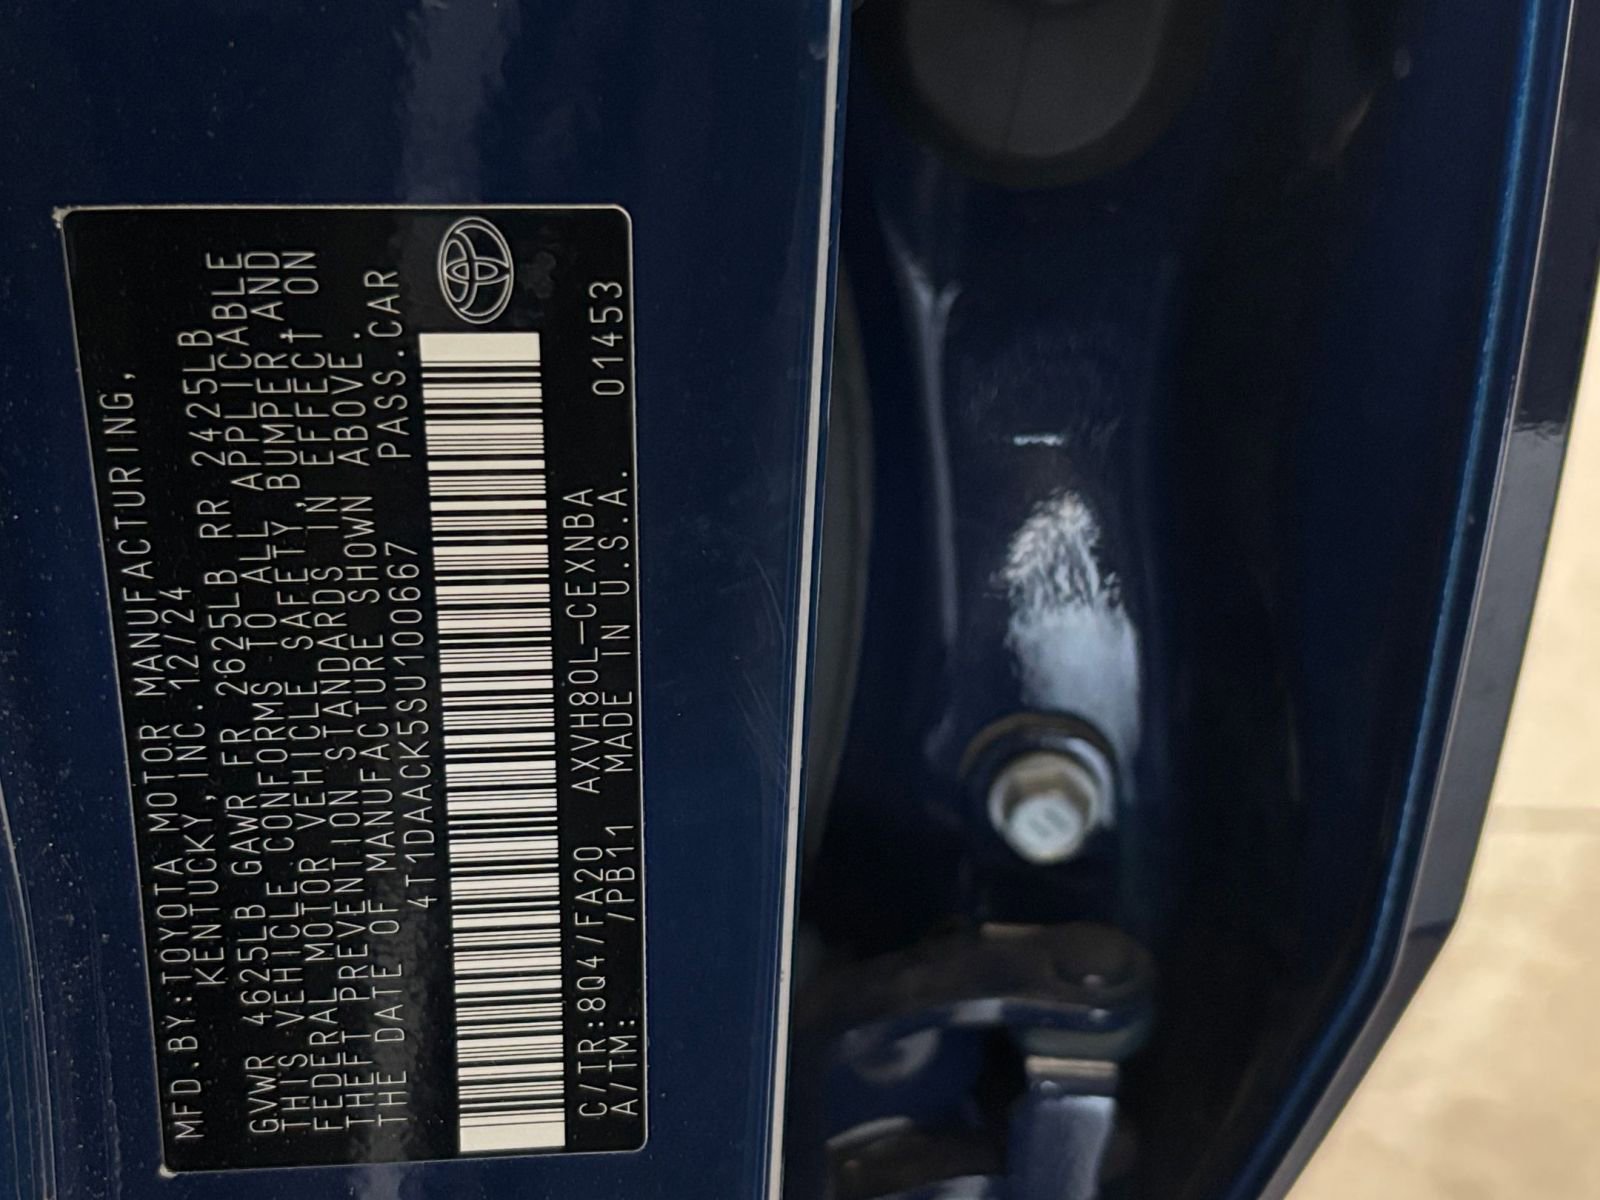 MFD.BY:TOYOTA MOTOR MANUFACTURING,
KENTUCKY,INC. 12/24
GVWR 4625LB GAWR FR 2625LB RR 2425LB
THIS VEHICLE CONFORMS TO ALL APPLICABLE
FEDERAL MOTOR VEHICLE SAFETY,BUMPER, AND
THEFT PREVENTION STANDARDS IN EFFECT ON
THE DATE OF MANUFACTURE SHOWN ABOVE.
4T1DAACK5SU100667 PASS.CAR
C/TR:8Q4/FA20 AXVH80L-CEXNBA 01453
A/TM: /PB11 MADE IN U.S.A.